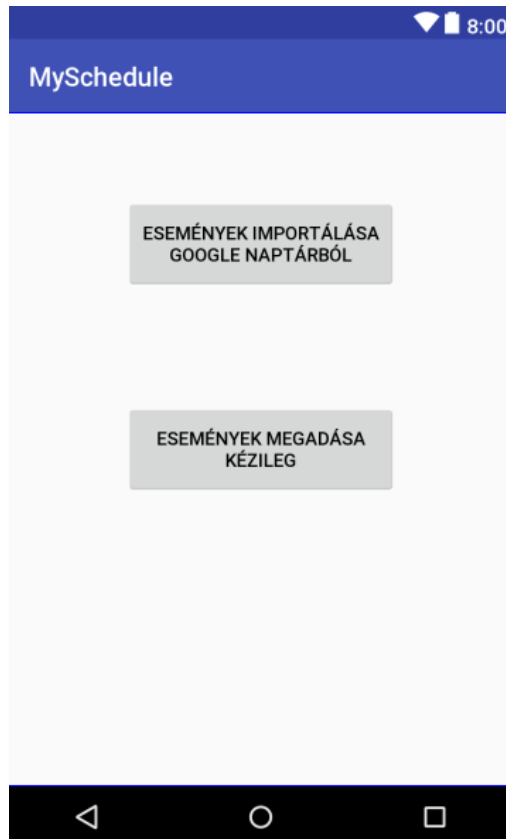 8:00
MySchedule
ESEMÉNYEK IMPORTÁLÁSA
GOOGLE NAPTÁRBÓL
ESEMÉNYEK MEGADÁSA
KÉZILEG